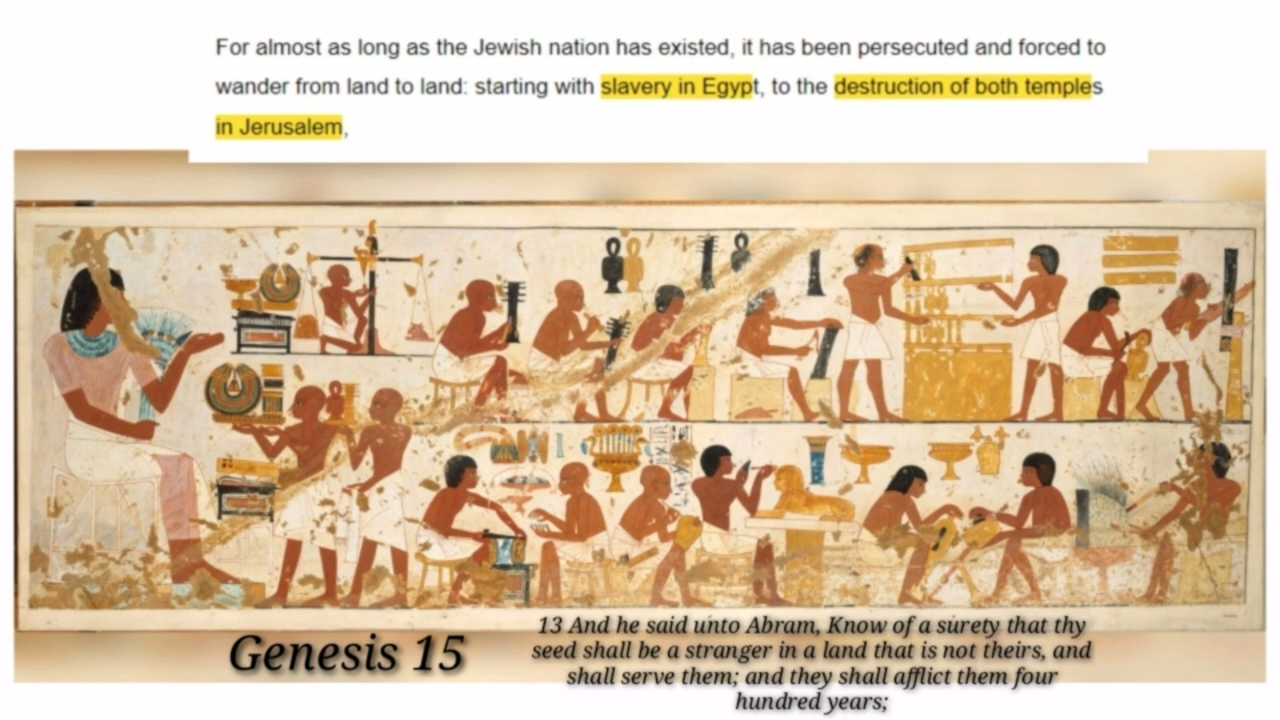 For almost as long as the Jewish nation has existed, it has been persecuted and forced to
wander from land to land: starting with slavery in Egypt, to the destruction of both temples
in Jerusalem,
Genesis 15
13 And he said unto Abram, Know of a surety that thy
seed shall be a stranger in a land that is not theirs, and
shall serve them; and they shall afflict them four
hundred years;